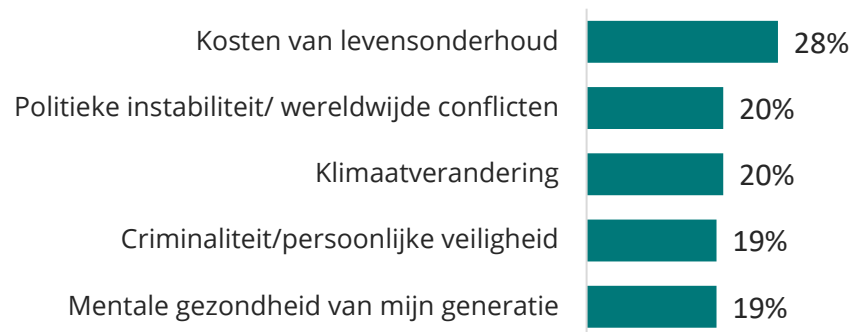 Kosten van levensonderhoud 28%
Politieke instabiliteit/ wereldwijde conflicten 20%
Klimaatverandering 20%
Criminaliteit/persoonlijke veiligheid 19%
Mentale gezondheid van mijn generatie 19%